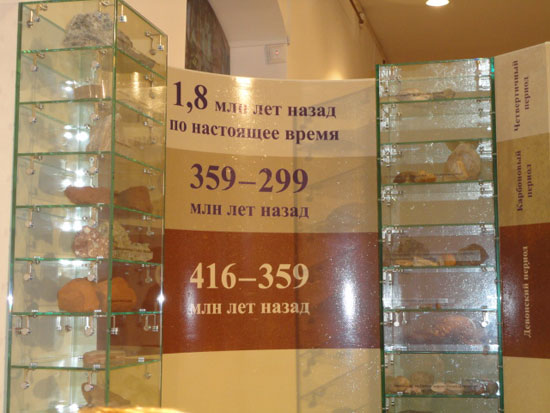 1,8 млн лет назад
по настоящее время
359–299
млн лет назад
416–359
млн лет назад
Четвертичный
период
Карбоновый
период
Девонский период